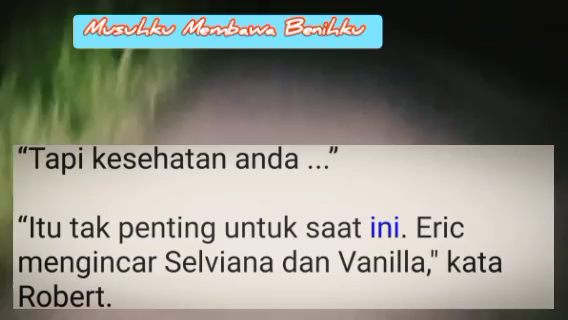 Musuhku Membawa Benihku
“Tapi kesehatan anda ...”
“Itu tak penting untuk saat ini. Eric
mengincar Selviana dan Vanilla," kata
Robert.